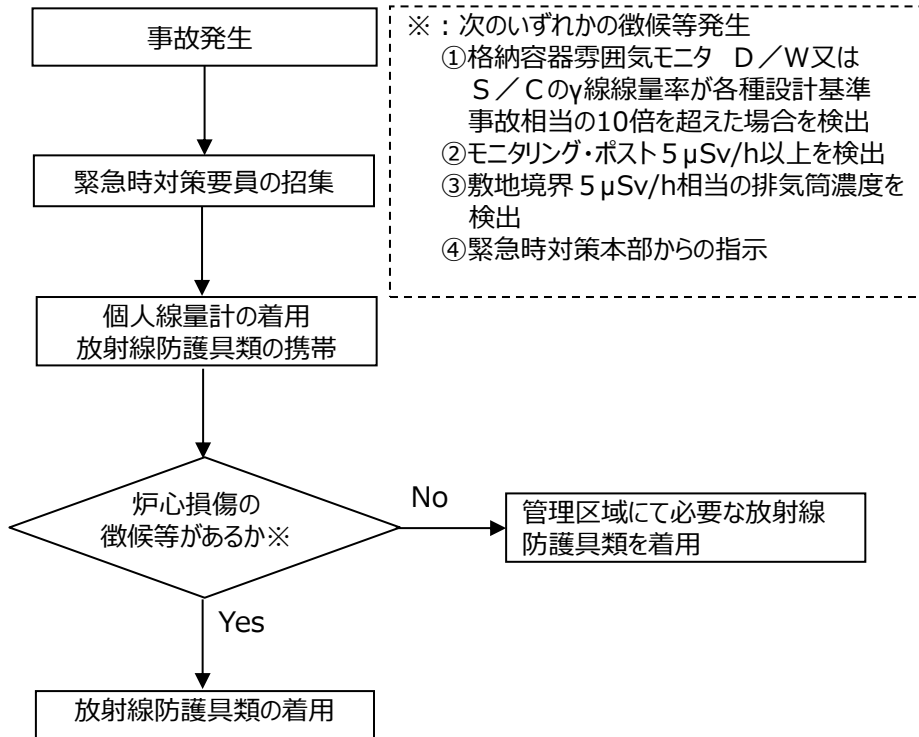 事故発生
緊急時対策要員の招集
個人線量計の着用
放射線防護具類の携帯
炉心損傷の
徴候等があるか※
No
管理区域にて必要な放射線
防護具類を着用
Yes
放射線防護具類の着用
※：次のいずれかの徴候等発生
①格納容器雰囲気モニタ　Ｄ／Ｗ又は
Ｓ／Ｃのγ線線量率が各種設計基準
事故相当の10倍を超えた場合を検出
②モニタリング・ポスト５μSv/h以上を検出
③敷地境界５μSv/h相当の排気筒濃度を
検出
④緊急時対策本部からの指示